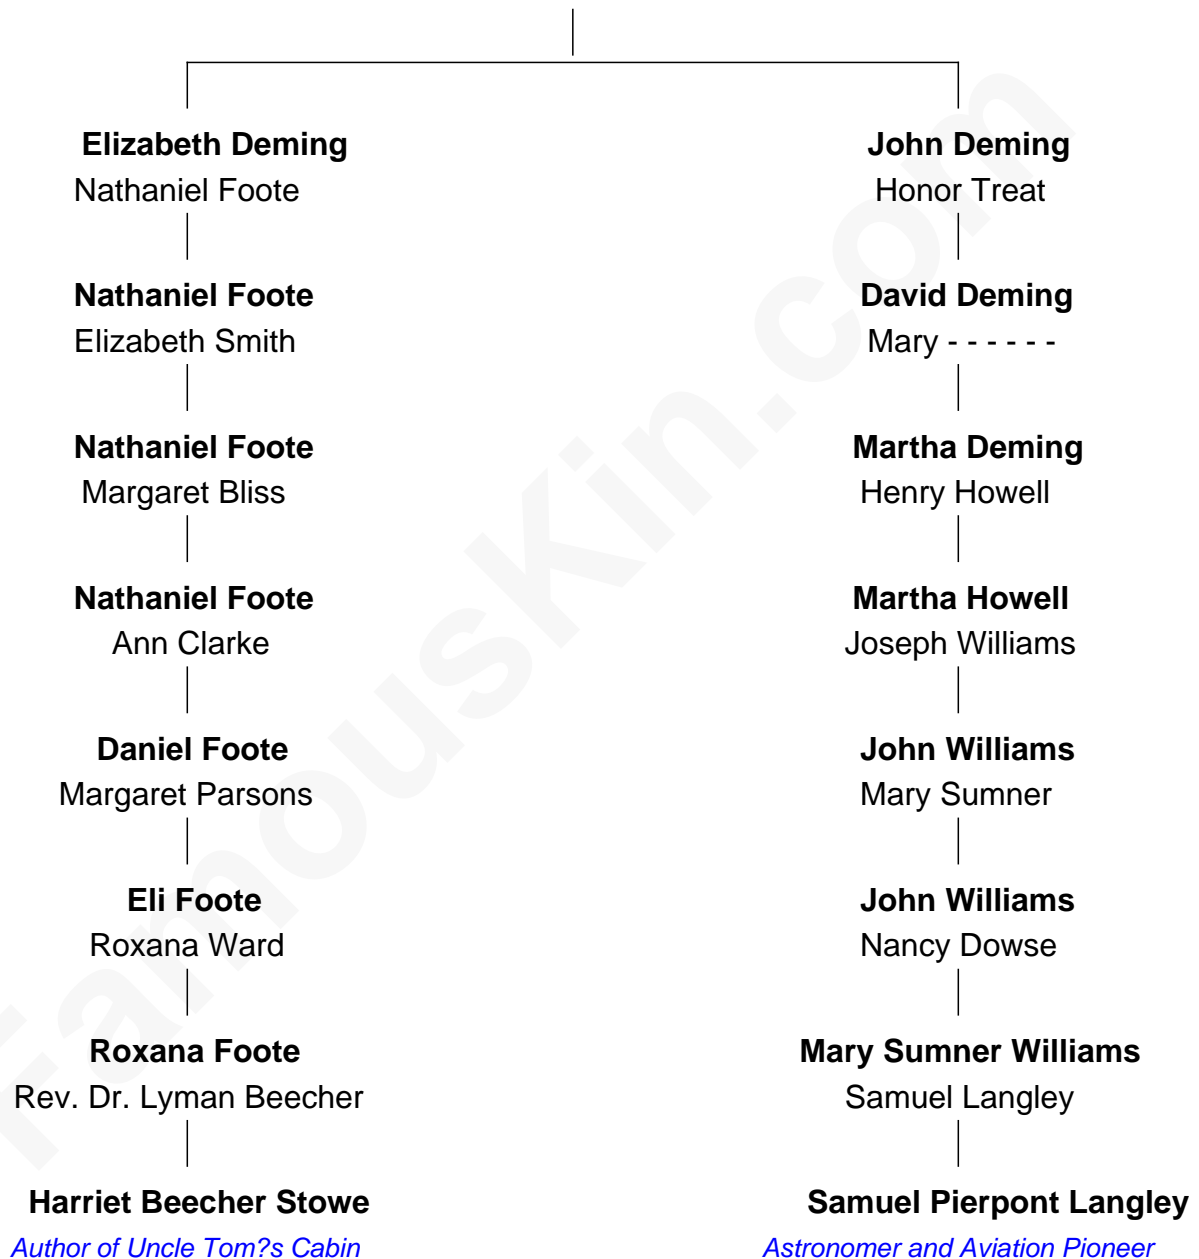 Elizabeth Deming
Nathaniel Foote
Nathaniel Foote
Elizabeth Smith
Nathaniel Foote
Margaret Bliss
Nathaniel Foote
Ann Clarke
Daniel Foote
Margaret Parsons
Eli Foote
Roxana Ward
Roxana Foote
Rev. Dr. Lyman Beecher
Harriet Beecher Stowe
Author of Uncle Tom?s Cabin
John Deming
Honor Treat
David Deming
Mary - - - - - -
Martha Deming
Henry Howell
Martha Howell
Joseph Williams
John Williams
Mary Sumner
John Williams
Nancy Dowse
Mary Sumner Williams
Samuel Langley
Samuel Pierpont Langley
Astronomer and Aviation Pioneer
FamousKin.com